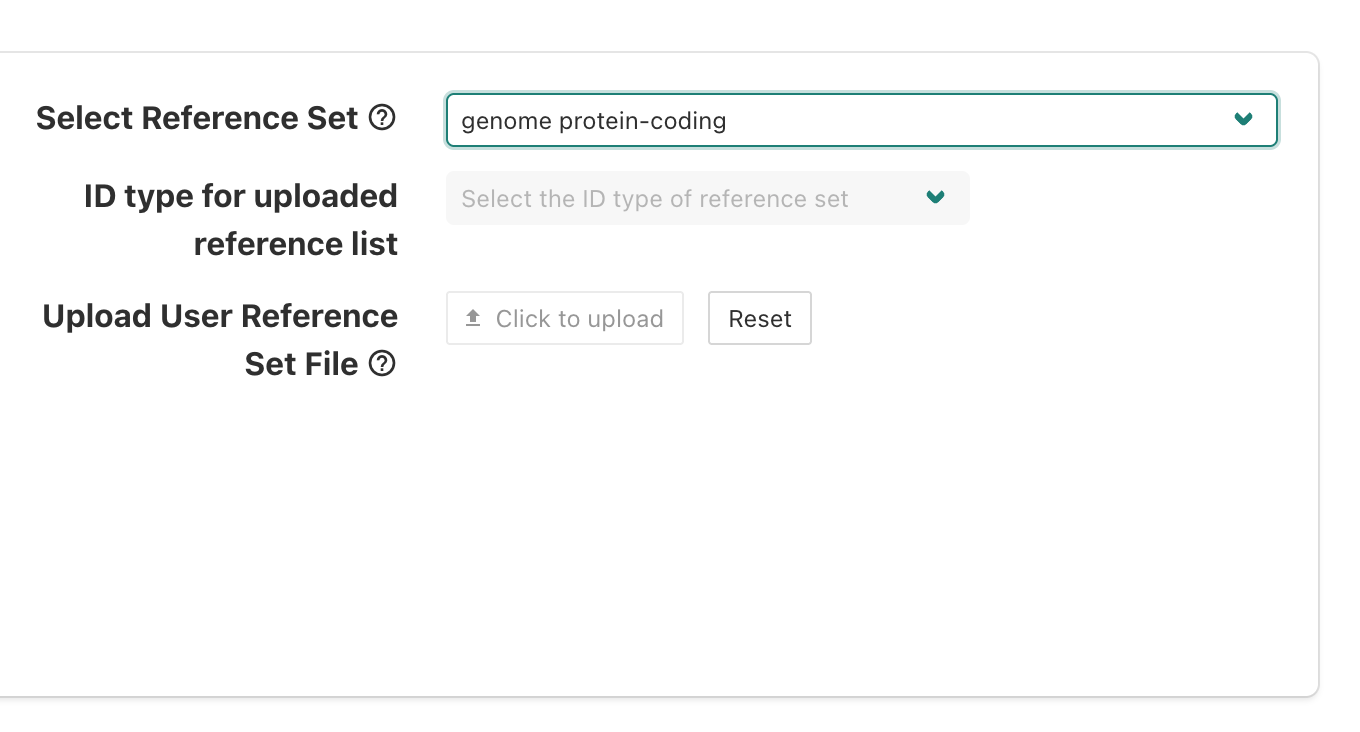 Select Reference Set
genome protein-coding
ID type for uploaded
reference list
Select the ID type of reference set
Upload User Reference
Set File
Click to upload
Reset